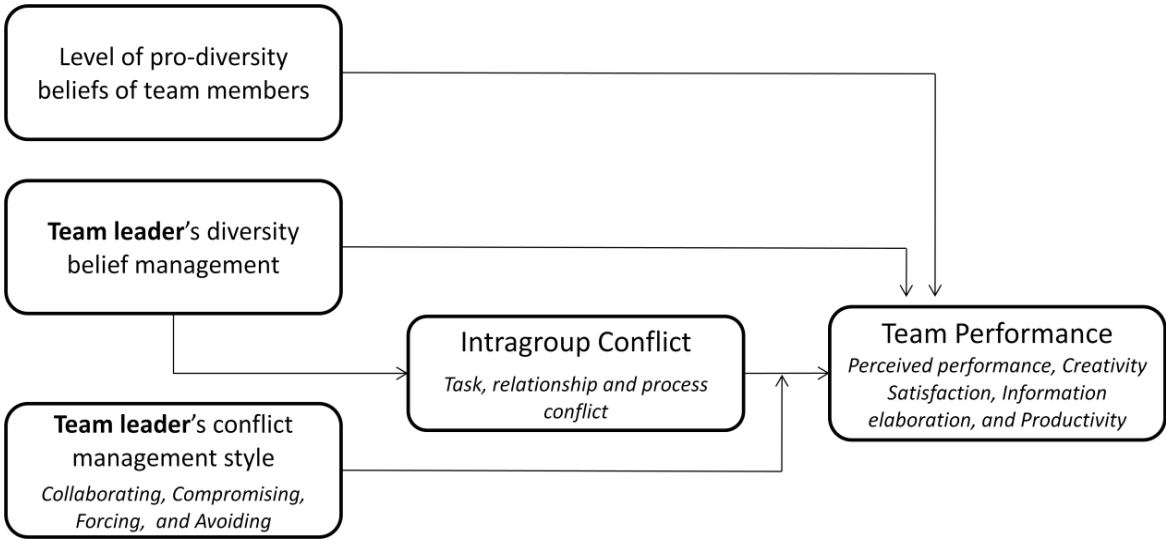 Level of pro-diversity
beliefs of team members
Team leader's diversity
belief management
Intragroup Conflict
Task, relationship and process
conflict
Team Performance
Perceived performance, Creativity
Satisfaction, Information
elaboration, and Productivity
Team leader's conflict
management style
Collaborating, Compromising,
Forcing, and Avoiding